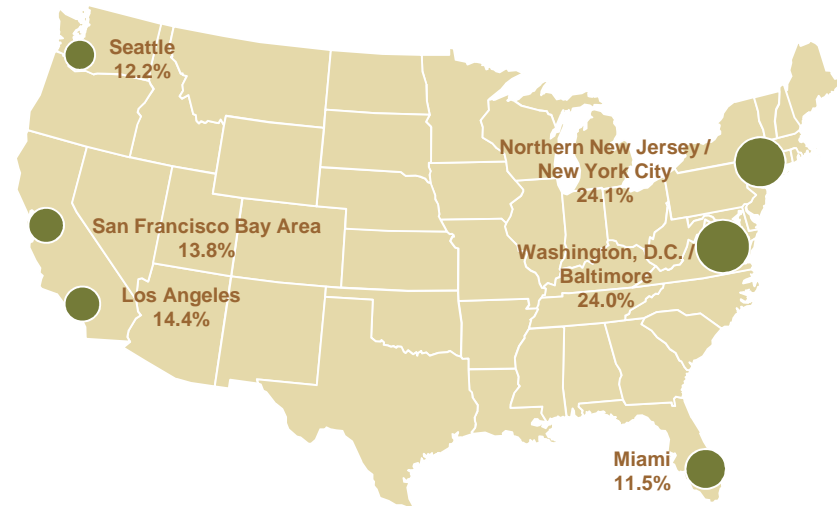 Seattle
12.2%
Northern New Jersey /
New York City
24.1%
San Francisco Bay Area
13.8%
Washington, D.C. /
Baltimore
24.0%
Los Angeles
14.4%
Miami
11.5%